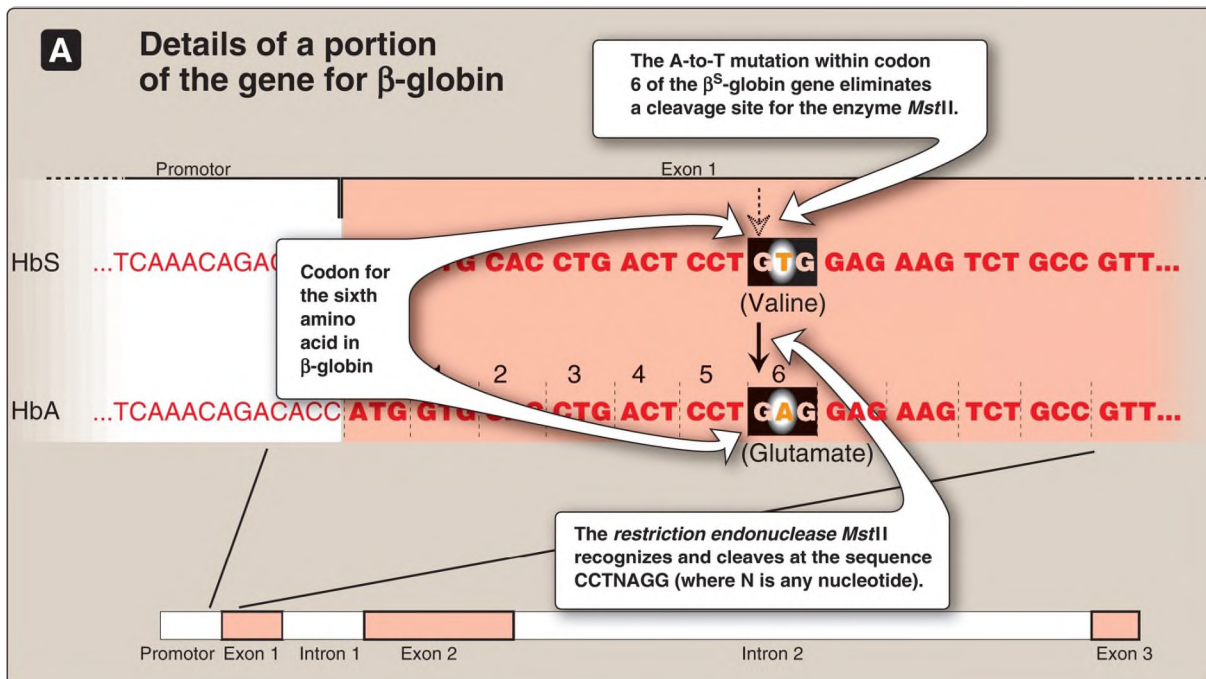 A
Details of a portion
of the gene for β-globin
The A-to-T mutation within codon
6 of the βS-globin gene eliminates
a cleavage site for the enzyme MstII.
Promotor
Exon 1
HbS ...TCAAACAGAC TG CAC CTG ACT CCT GTG GAG AAG TCT GCC GTT...
Codon for
the sixth
amino
acid in
β-globin
(Valine)
2 3 4 5 6
HbA ...TCAAACAGACACC ATG GTG CTG ACT CCT GAG GAG AAG TCT GCC GTT...
(Glutamate)
The restriction endonuclease MstII
recognizes and cleaves at the sequence
CCTNAGG (where N is any nucleotide).
Promotor Exon 1 Intron 1 Exon 2 Intron 2 Exon 3